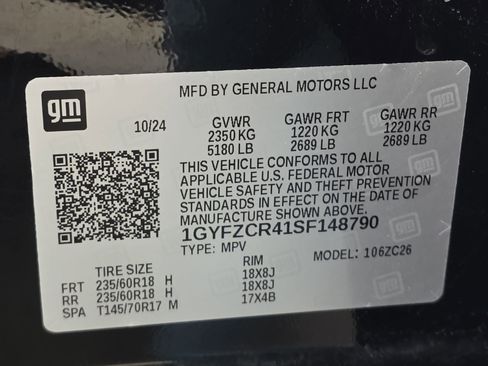 gm
MFD BY GENERAL MOTORS LLC
10/24 GVWR GAWR FRT GAWR RR
2350 KG 1220 KG 1220 KG
5180 LB 2689 LB 2689 LB
THIS VEHICLE CONFORMS TO ALL
APPLICABLE U.S. FEDERAL MOTOR
VEHICLE SAFETY AND THEFT PREVENTION
STANDARDS IN EFFECT ON THE DATE OF
MANUFACTURE SHOWN ABOVE.
1GYFZCR41SF148790
TYPE: MPV MODEL: 106ZC26
TIRE SIZE RIM
FRT 235/60R18 H 18X8J
RR 235/60R18 H 18X8J
SPA T145/70R17 M 17X4B